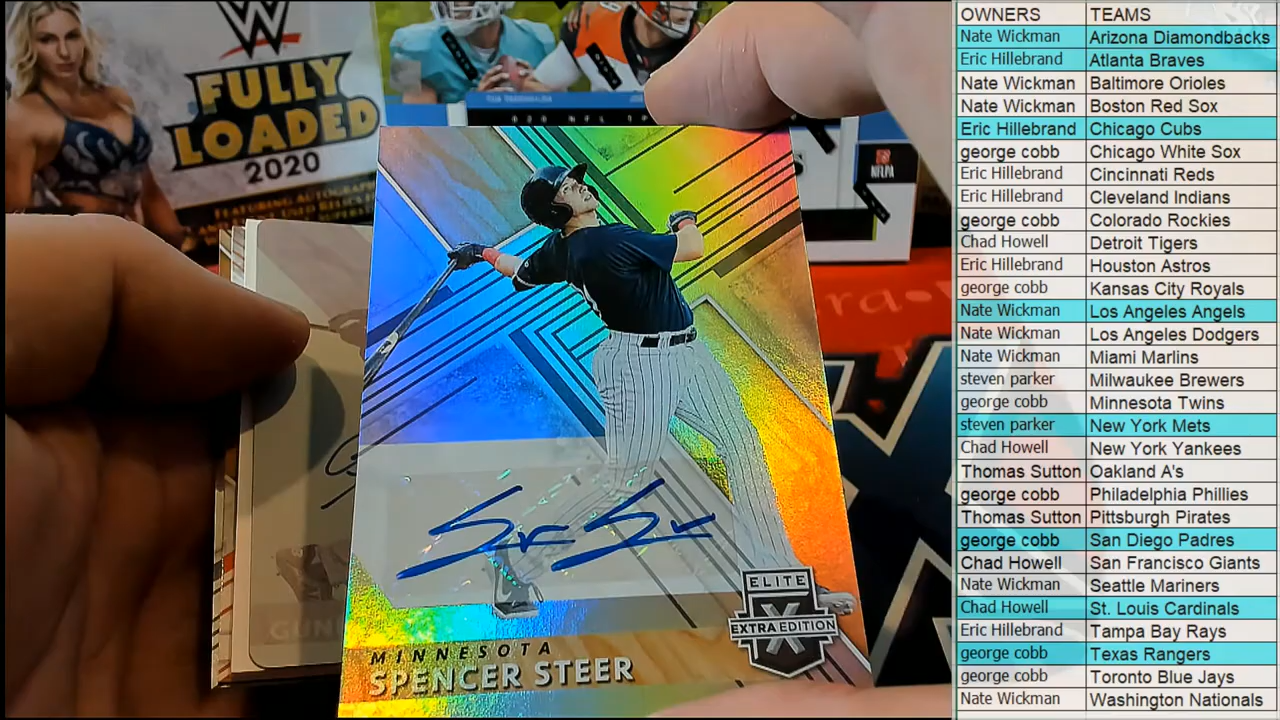 FULLY
LOADED
2020
FEATURING AUTOGRAPH
NFLPA
MINNESOTA
SPENCER STEER
ELITE
X
EXTRA EDITION
OWNERS TEAMS
Nate Wickman Arizona Diamondbacks
Eric Hillebrand Atlanta Braves
Nate Wickman Baltimore Orioles
Nate Wickman Boston Red Sox
Eric Hillebrand Chicago Cubs
george cobb Chicago White Sox
Eric Hillebrand Cincinnati Reds
Eric Hillebrand Cleveland Indians
george cobb Colorado Rockies
Chad Howell Detroit Tigers
Eric Hillebrand Houston Astros
george cobb Kansas City Royals
Nate Wickman Los Angeles Angels
Nate Wickman Los Angeles Dodgers
Nate Wickman Miami Marlins
steven parker Milwaukee Brewers
george cobb Minnesota Twins
steven parker New York Mets
Chad Howell New York Yankees
Thomas Sutton Oakland A's
george cobb Philadelphia Phillies
Thomas Sutton Pittsburgh Pirates
george cobb San Diego Padres
Chad Howell San Francisco Giants
Nate Wickman Seattle Mariners
Chad Howell St. Louis Cardinals
Eric Hillebrand Tampa Bay Rays
george cobb Texas Rangers
george cobb Toronto Blue Jays
Nate Wickman Washington Nationals